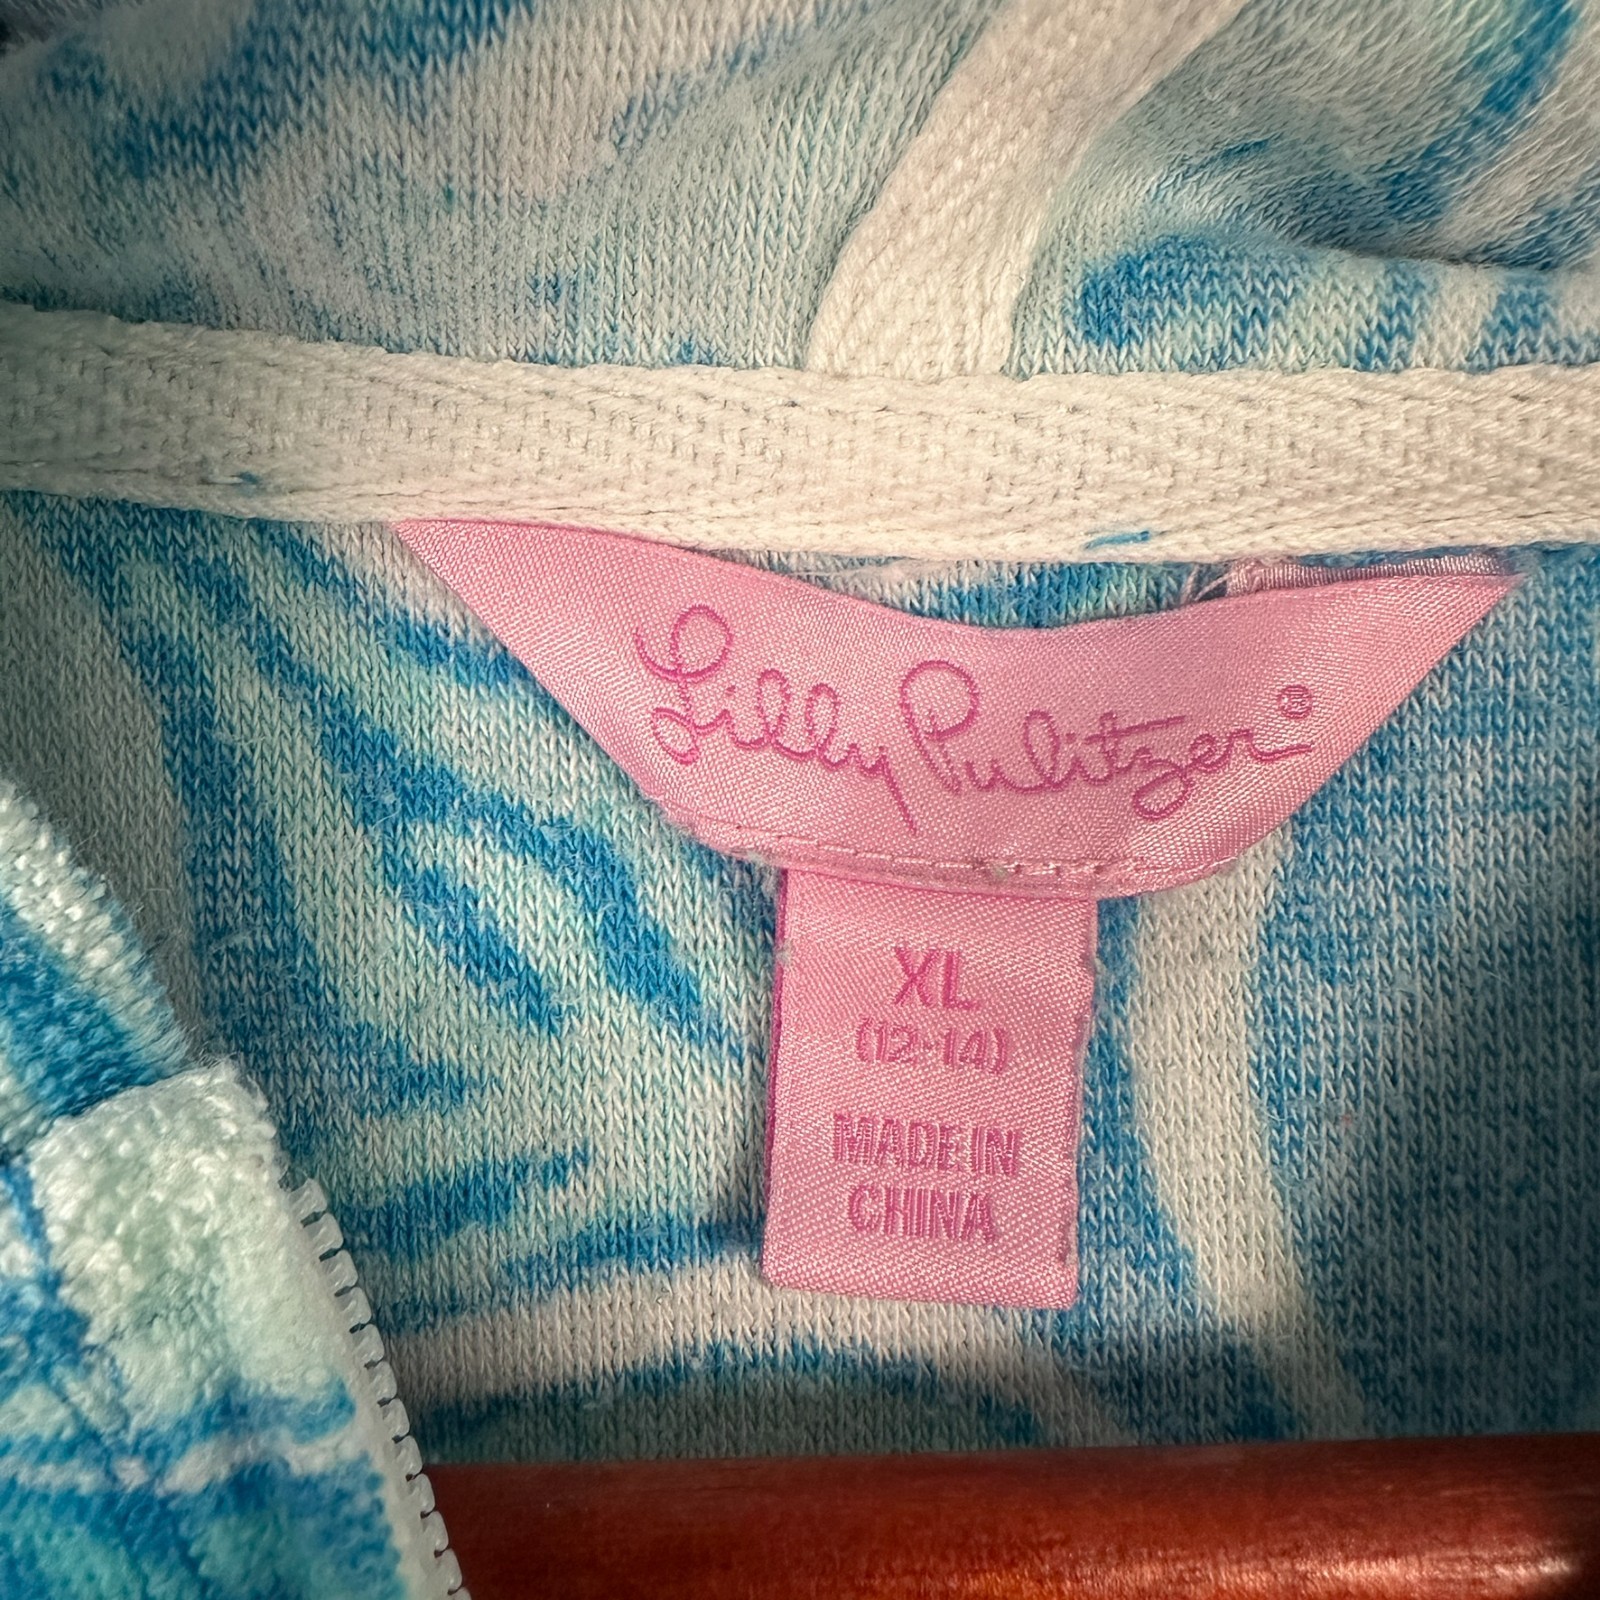 Lilly Pulitzer®
XL
(12-14)
MADE IN
CHINA